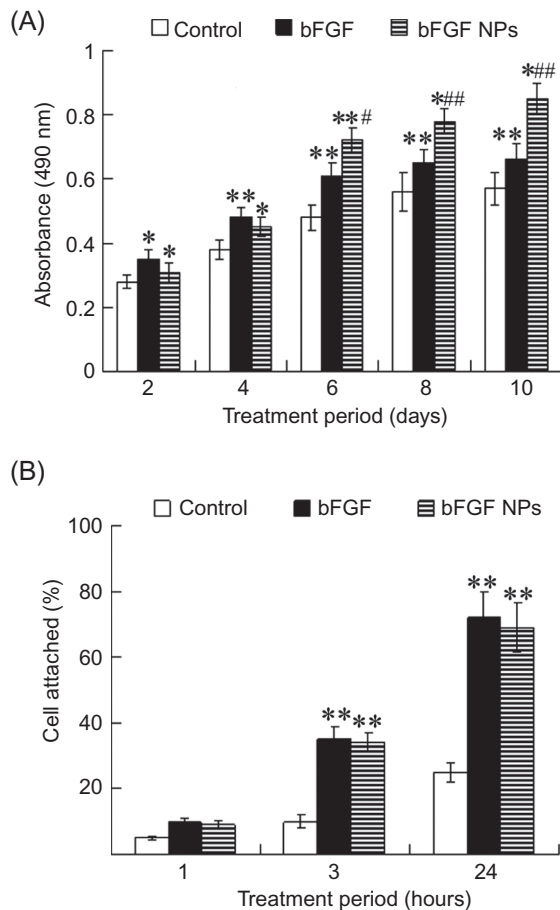 (A)
Control bFGF bFGF NPs
1
0.8
0.6
0.4
0.2
0
Absorbance (490 nm)
* *
** *
** **#
** *##
** *##
2 4 6 8 10
Treatment period (days)
(B)
Control bFGF bFGF NPs
100
80
60
40
20
Cell attached (%)
** **
** **
1 3 24
Treatment period (hours)